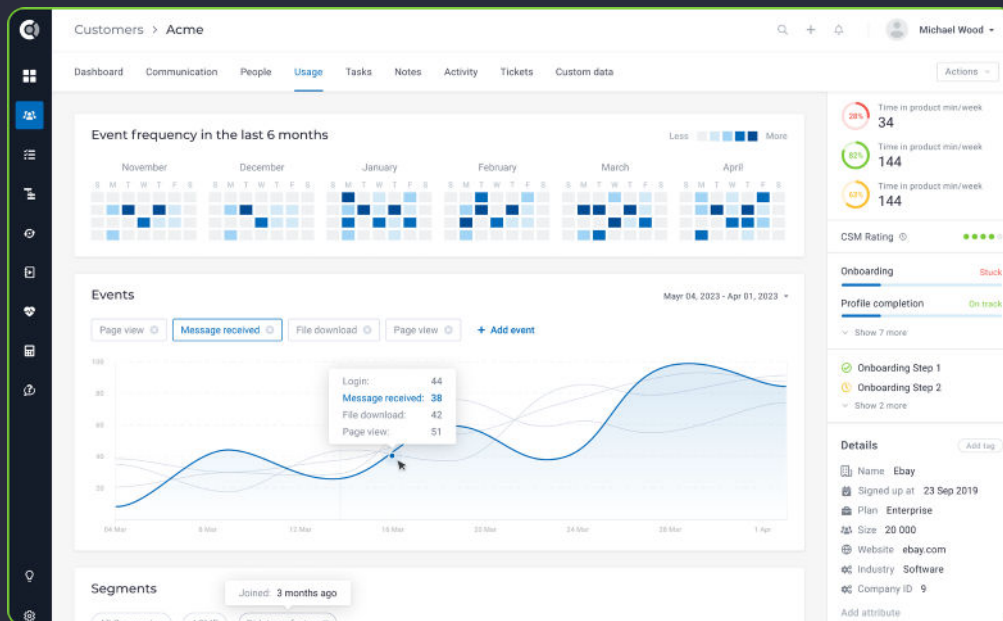 Customers > Acme
Michael Wood
Dashboard Communication People Usage Tasks Notes Activity Tickets Custom data
Actions
Event frequency in the last 6 months
Less More
November December January February March April
S M T W T F S S M T W T F S S M T W T F S S M T W T F S S M T W T F S S M T W T F S
Events
Mayr 04, 2023 - Apr 01, 2023
Page view Message received File download Page view + Add event
100
80
60
40
20
Login: 44
Message received: 38
File download: 42
Page view: 51
04 Mar 8 Mar 12 Mar 16 Mar 20 Mar 24 Mar 28 Mar 1 Apr
Segments
Joined: 3 months ago
28% Time in product min/week
34
82% Time in product min/week
144
Time in product min/week
144
CSM Rating
Onboarding Stuck
Profile completion On track
Show 7 more
Onboarding Step 1
Onboarding Step 2
Show 2 more
Details Add tag
Name Ebay
Signed up at 23 Sep 2019
Plan Enterprise
Size 20 000
Website ebay.com
Industry Software
Company ID 9
Add attribute